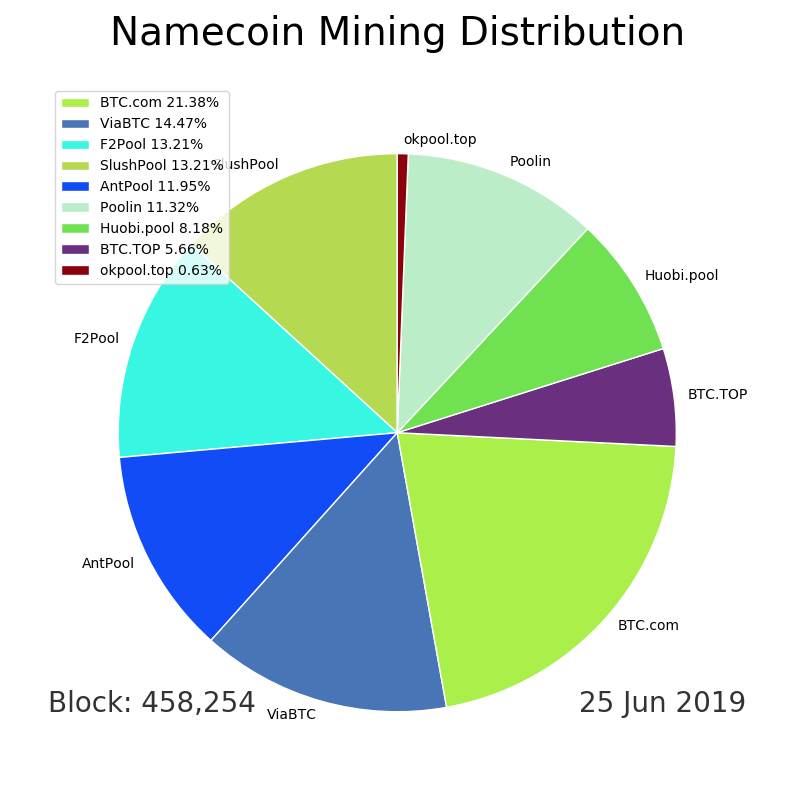 Namecoin Mining Distribution
BTC.com 21.38%
ViaBTC 14.47%
F2Pool 13.21%
SlushPool 13.21%
AntPool 11.95%
Poolin 11.32%
Huobi.pool 8.18%
BTC.TOP 5.66%
okpool.top 0.63%
okpool.top
Poolin
SlushPool
Huobi.pool
F2Pool
BTC.TOP
AntPool
BTC.com
ViaBTC
Block: 458,254
25 Jun 2019